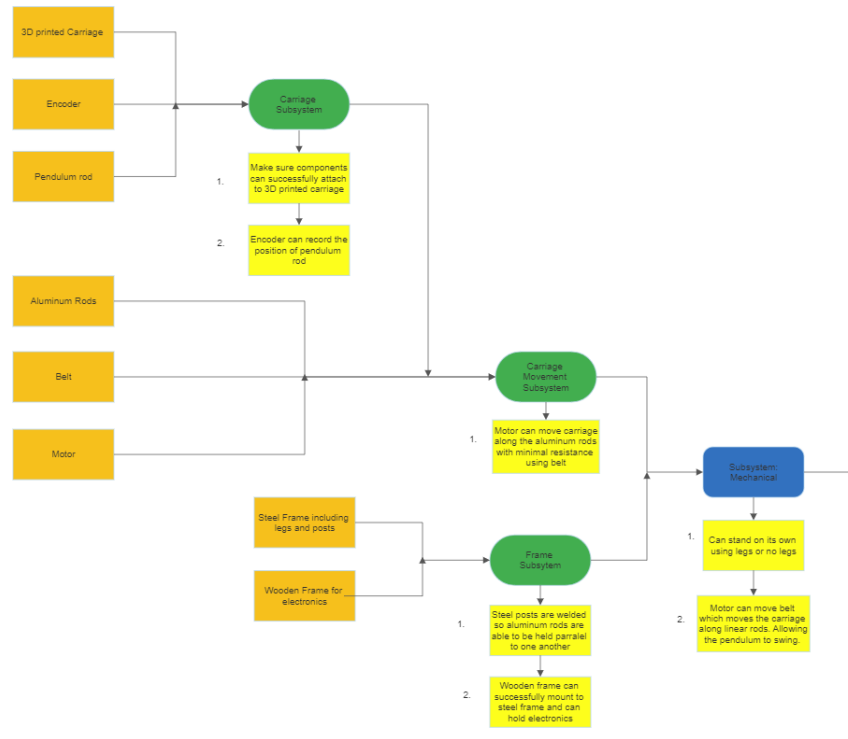 3D printed Carriage
Encoder
Pendulum rod
Carriage
Subsystem
1.
Make sure components
can successfully attach
to 3D printed carriage
2.
Encoder can record the
position of pendulum
rod
Aluminum Rods
Belt
Motor
Carriage
Movement
Subsystem
1.
Motor can move carriage
along the aluminum rods
with minimal resistance
using belt
Steel Frame including
legs and posts
Wooden Frame for
electronics
Frame
Subsytem
1.
Steel posts are welded
so aluminum rods are
able to be held parralel
to one another
2.
Wooden frame can
successfully mount to
steel frame and can
hold electronics
Subsystem:
Mechanical
1.
Can stand on its own
using legs or no legs
2.
Motor can move belt
which moves the carriage
along linear rods. Allowing
the pendulum to swing.